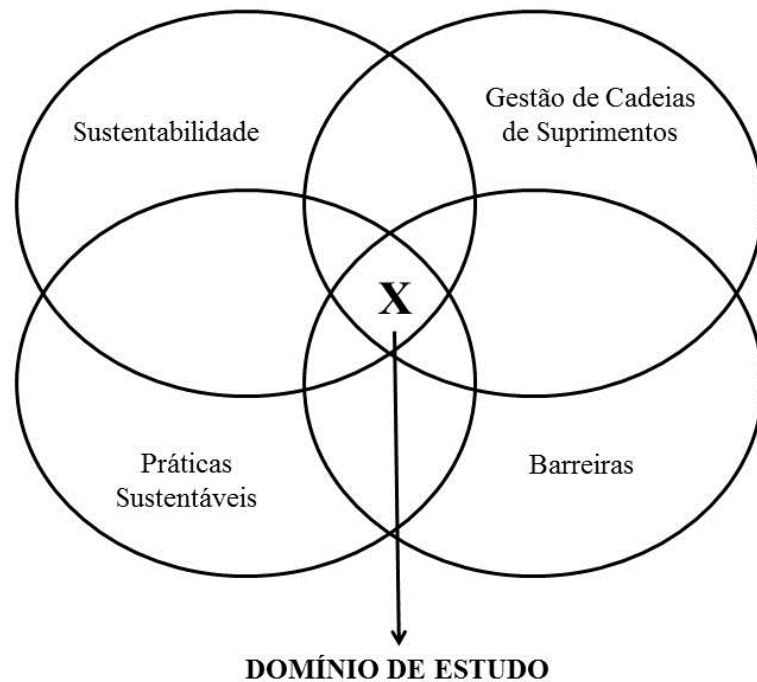 Sustentabilidade
Gestão de Cadeias
de Suprimentos
X
Práticas
Sustentáveis
Barreiras
DOMÍNIO DE ESTUDO